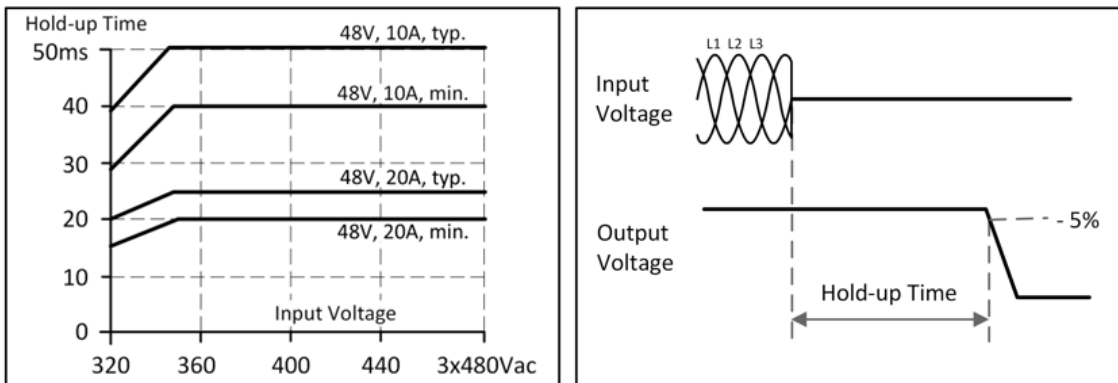 Hold-up Time
50ms
40
30
20
10
0
48V, 10A, typ.
48V, 10A, min.
48V, 20A, typ.
48V, 20A, min.
Input Voltage
320 360 400 440 3x480Vac
L1 L2 L3
Input
Voltage
Output
Voltage
- 5%
Hold-up Time